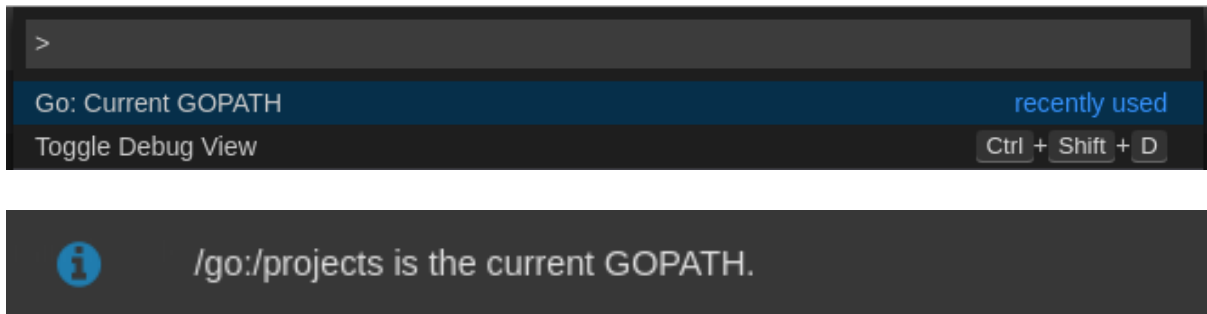 >
Go: Current GOPATH recently used
Toggle Debug View Ctrl + Shift + D
/go:/projects is the current GOPATH.